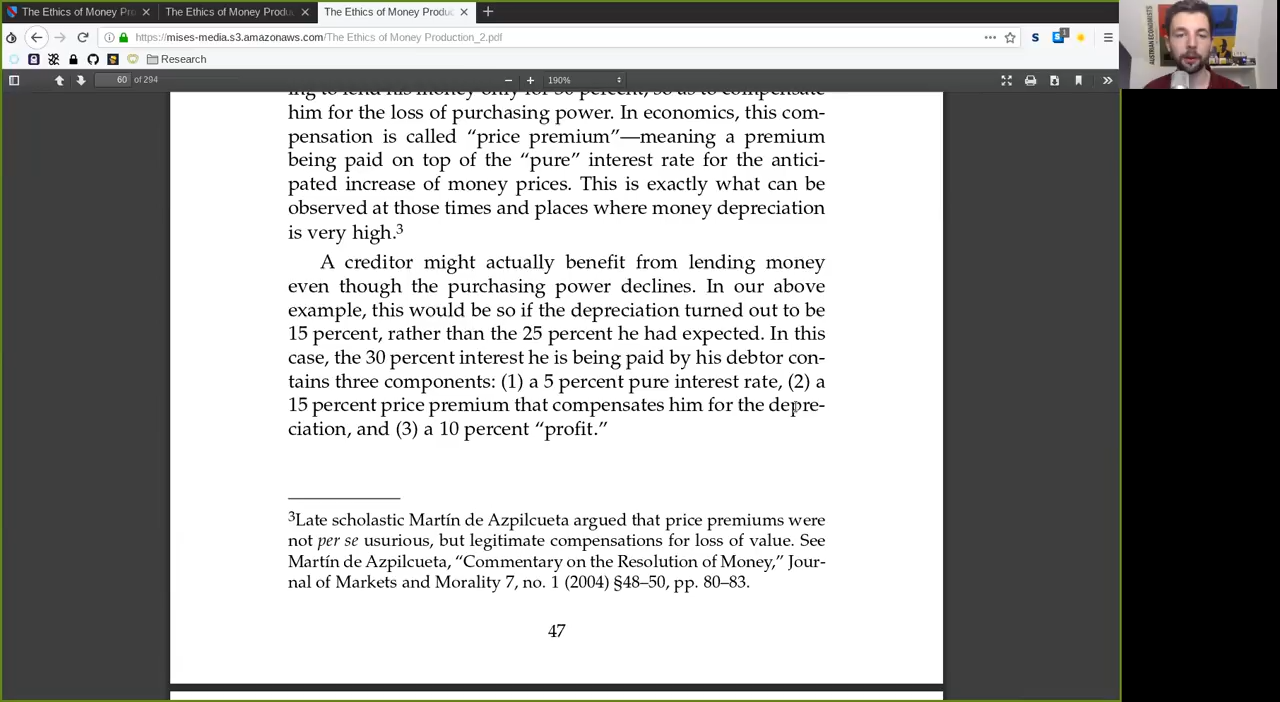 The Ethics of Money Pro
The Ethics of Money Produ
The Ethics of Money Produc
https://mises-media.s3.amazonaws.com/The Ethics of Money Production_2.pdf
Research
60 of 294
190%
him for the loss of purchasing power. In economics, this com-
pensation is called “price premium”—meaning a premium
being paid on top of the “pure” interest rate for the antici-
pated increase of money prices. This is exactly what can be
observed at those times and places where money depreciation
is very high.3
A creditor might actually benefit from lending money
even though the purchasing power declines. In our above
example, this would be so if the depreciation turned out to be
15 percent, rather than the 25 percent he had expected. In this
case, the 30 percent interest he is being paid by his debtor con-
tains three components: (1) a 5 percent pure interest rate, (2) a
15 percent price premium that compensates him for the depre-
ciation, and (3) a 10 percent “profit.”
3Late scholastic Martín de Azpilcueta argued that price premiums were
not per se usurious, but legitimate compensations for loss of value. See
Martín de Azpilcueta, “Commentary on the Resolution of Money,” Jour-
nal of Markets and Morality 7, no. 1 (2004) §48–50, pp. 80–83.
47
AUSTRIAN ECONOMISTS